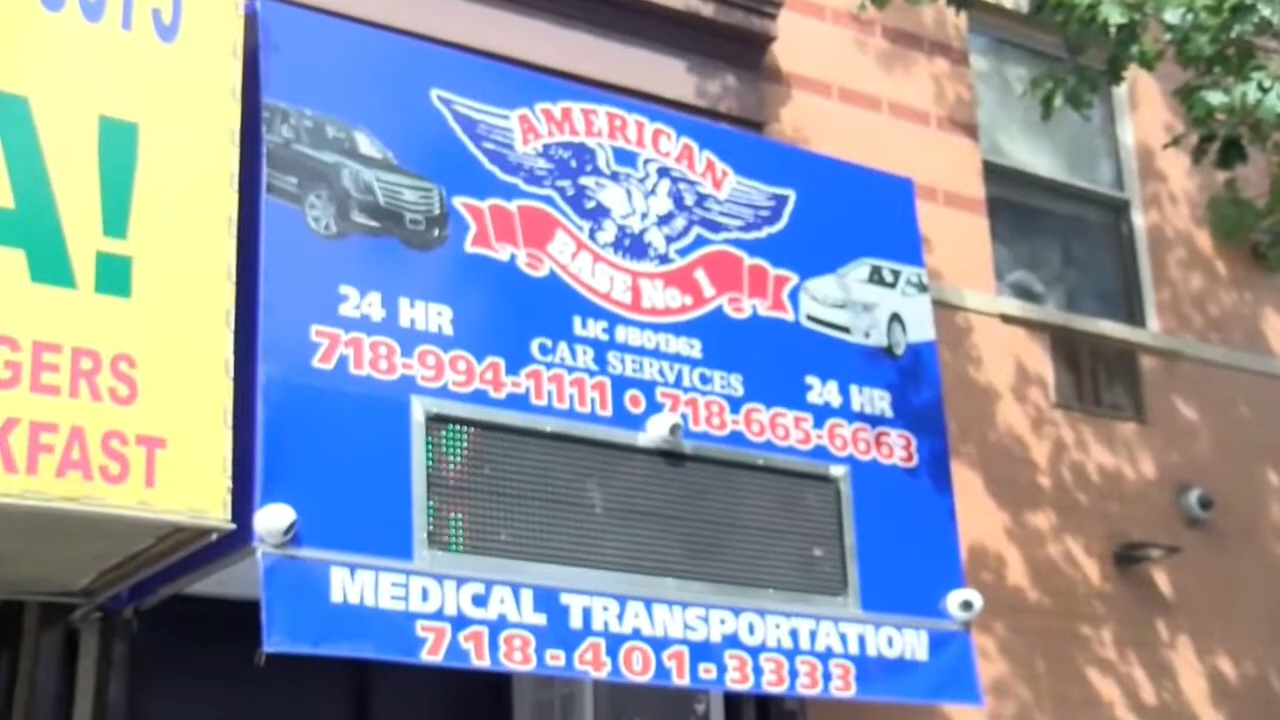 A!
GERS
KFAST
AMERICAN
BASE No. 1
24 HR
LIC #B01362
CAR SERVICES
24 HR
718-994-1111 • 718-665-6663
MEDICAL TRANSPORTATION
718-401-3333